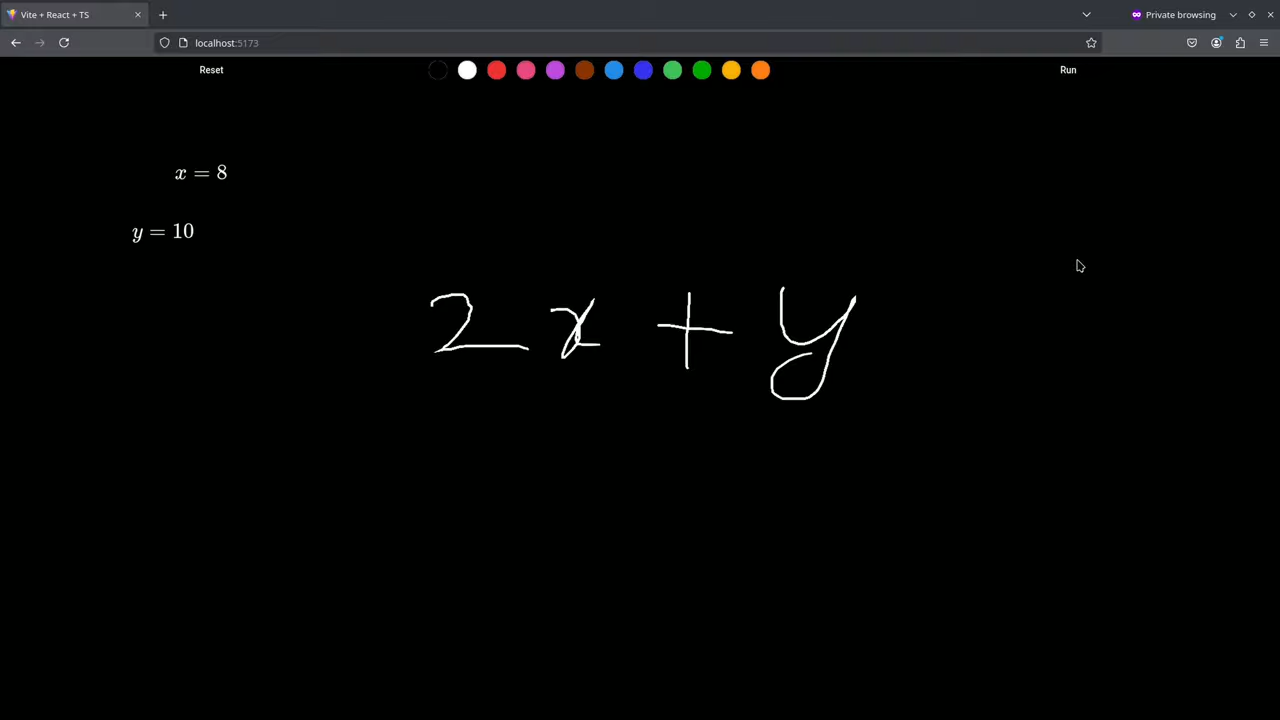 Vite + React + TS
Private browsing
localhost:5173
Reset
Run
x = 8
y = 10
2x + y